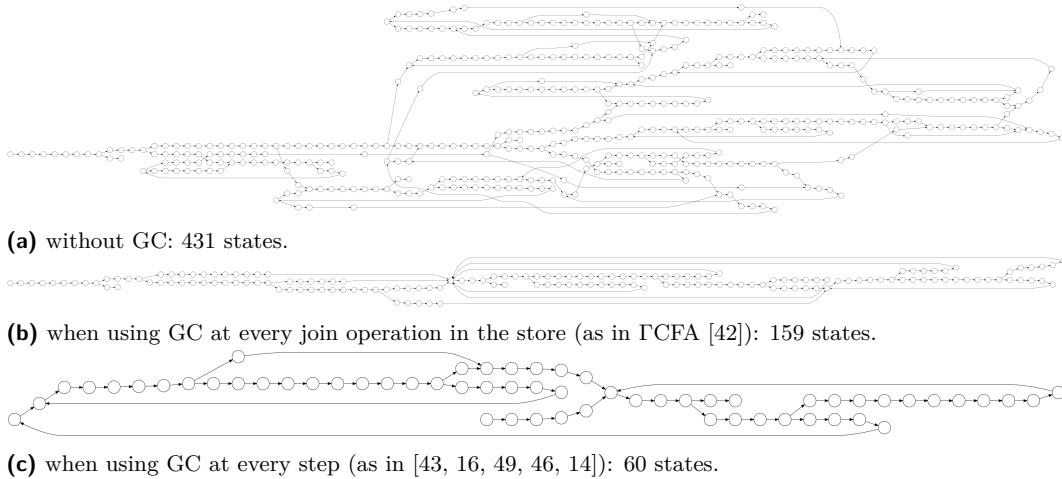 (a) without GC: 431 states.
(b) when using GC at every join operation in the store (as in ΓCFA [42]): 159 states.
(c) when using GC at every step (as in [43, 16, 49, 46, 14]): 60 states.